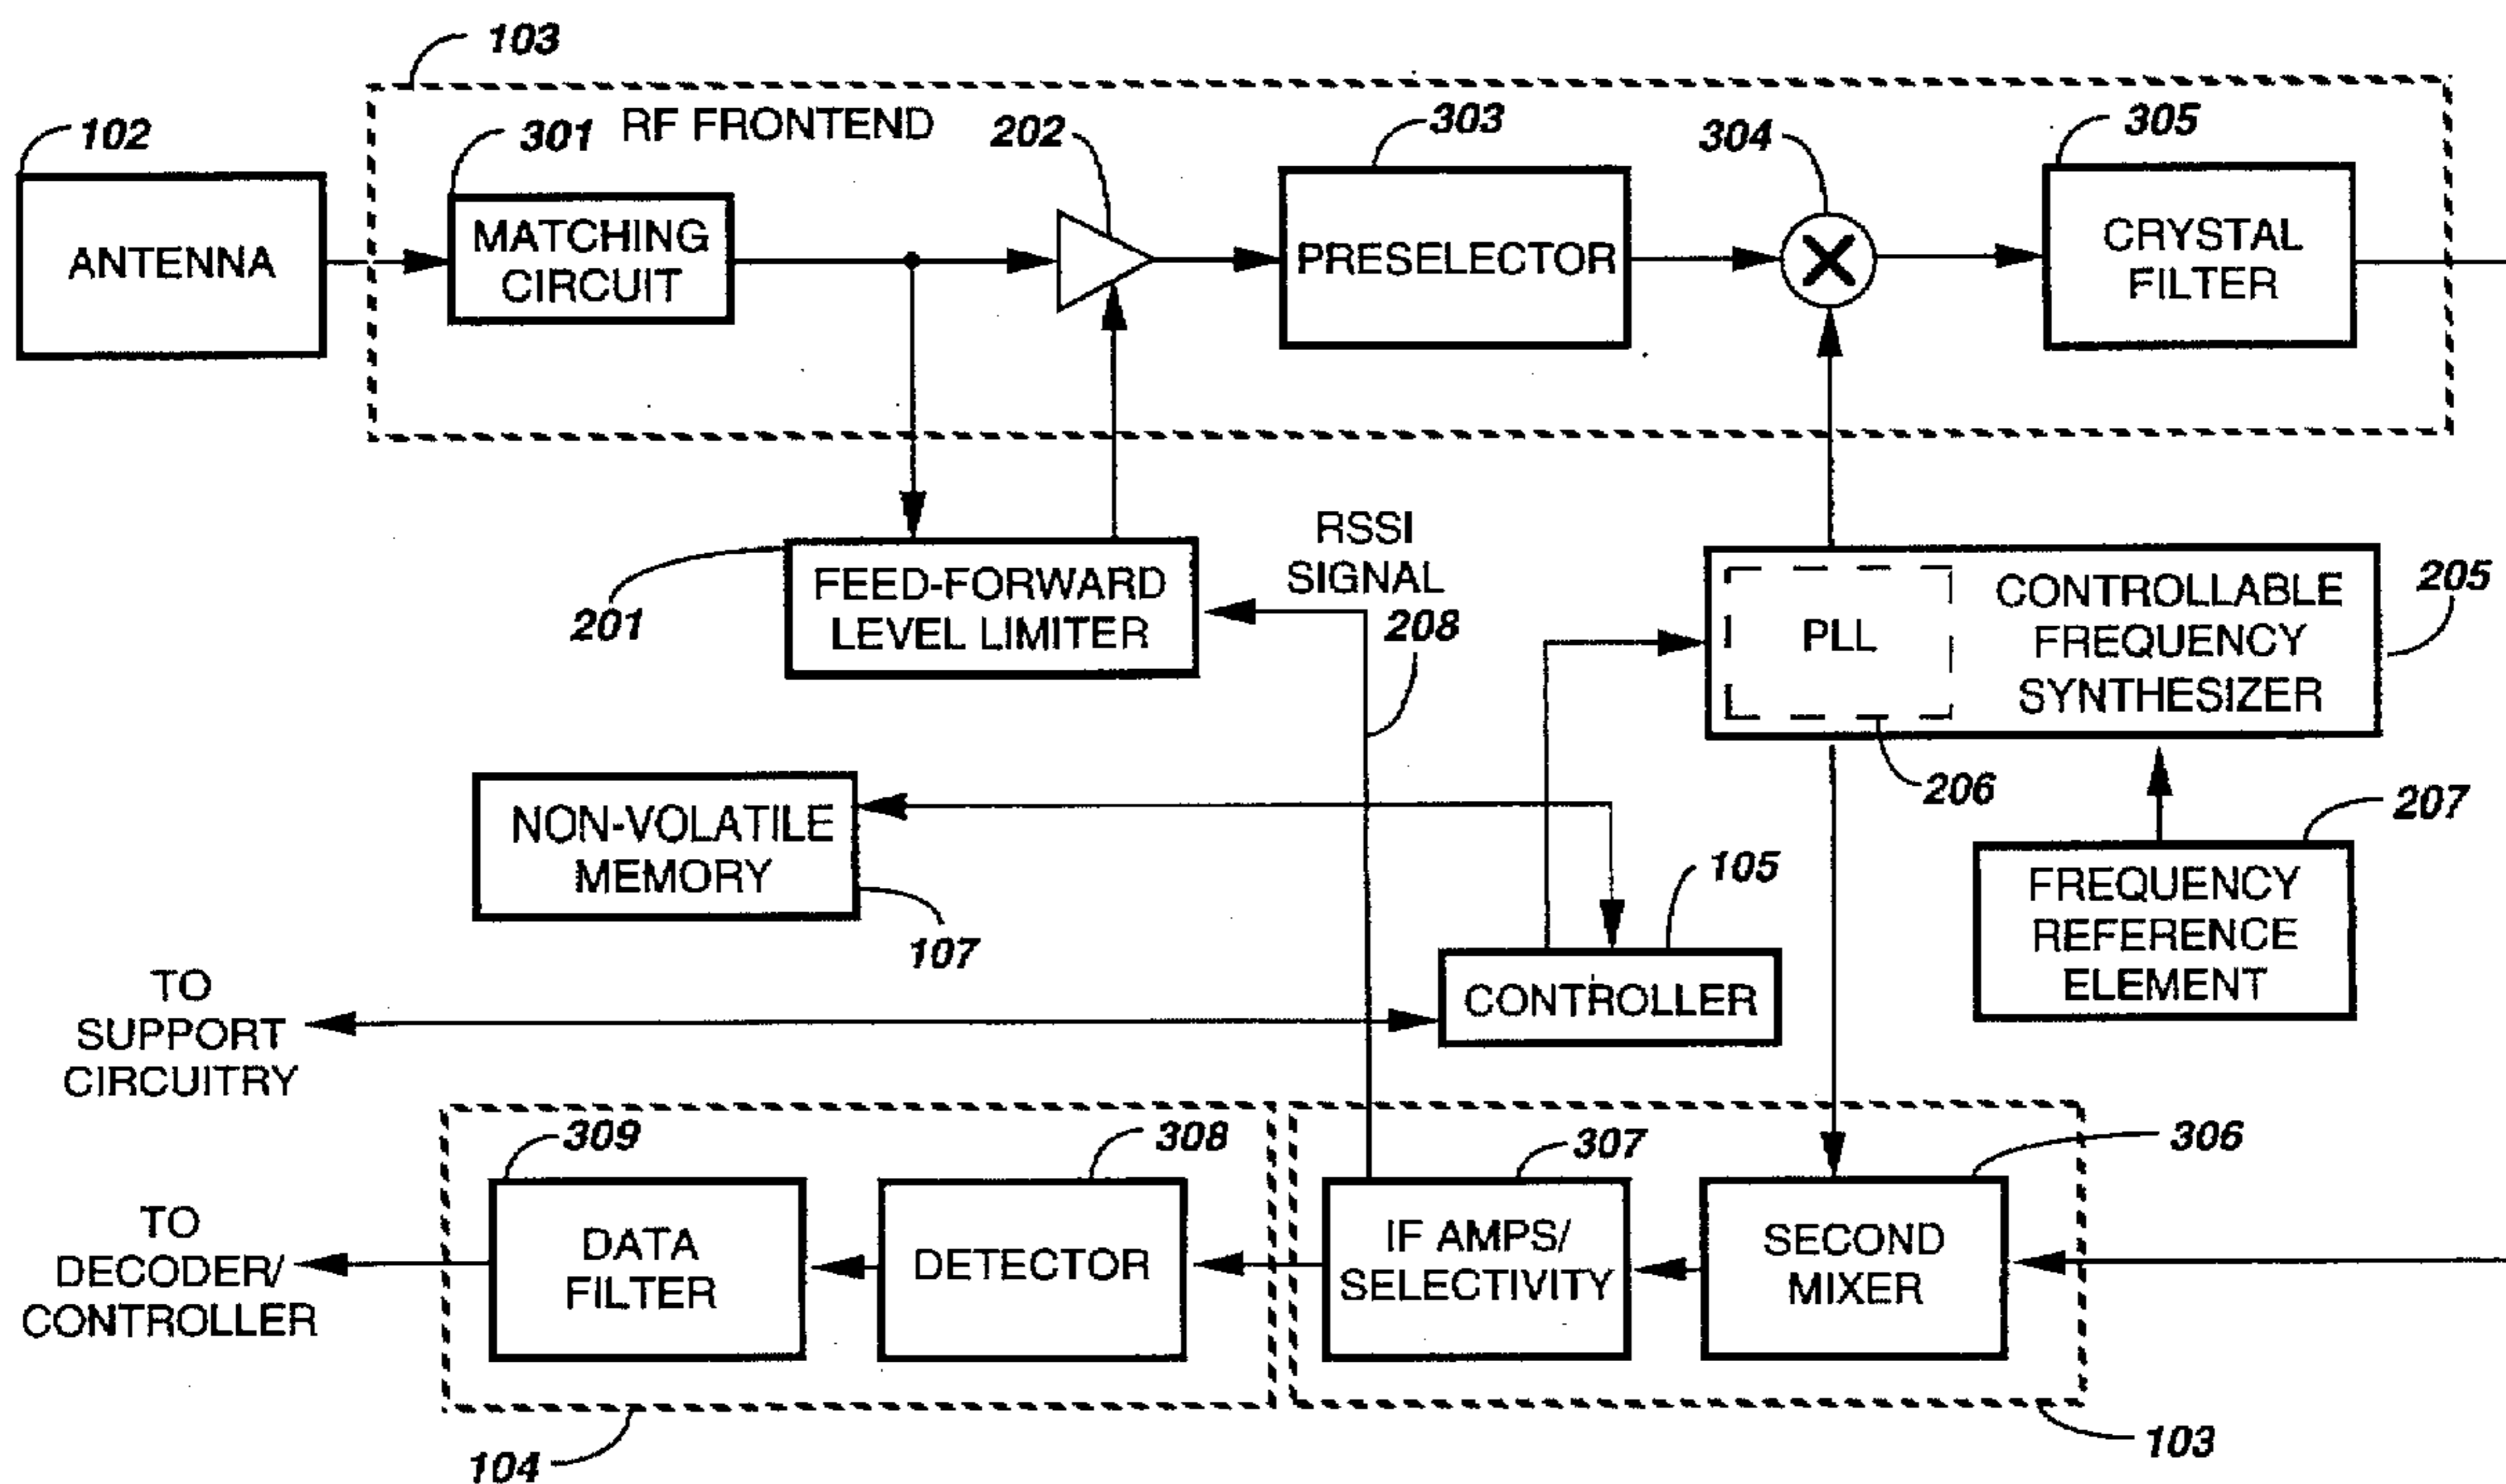 103
RF FRONTEND
102
301
202
303
304
305
ANTENNA
MATCHING
CIRCUIT
PRESELECTOR
CRYSTAL
FILTER
RSSI
SIGNAL
208
201
FEED-FORWARD
LEVEL LIMITER
PLL
CONTROLLABLE
FREQUENCY
SYNTHESIZER
205
206
207
NON-VOLATILE
MEMORY
107
105
FREQUENCY
REFERENCE
ELEMENT
CONTROLLER
TO
SUPPORT
CIRCUITRY
309
308
307
306
TO
DECODER/
CONTROLLER
DATA
FILTER
DETECTOR
IF AMPS/
SELECTIVITY
SECOND
MIXER
104
103